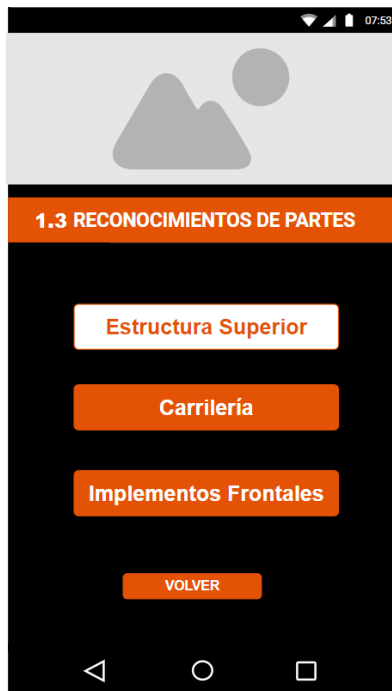 07:53
1.3 RECONOCIMIENTOS DE PARTES
Estructura Superior
Carrilería
Implementos Frontales
VOLVER